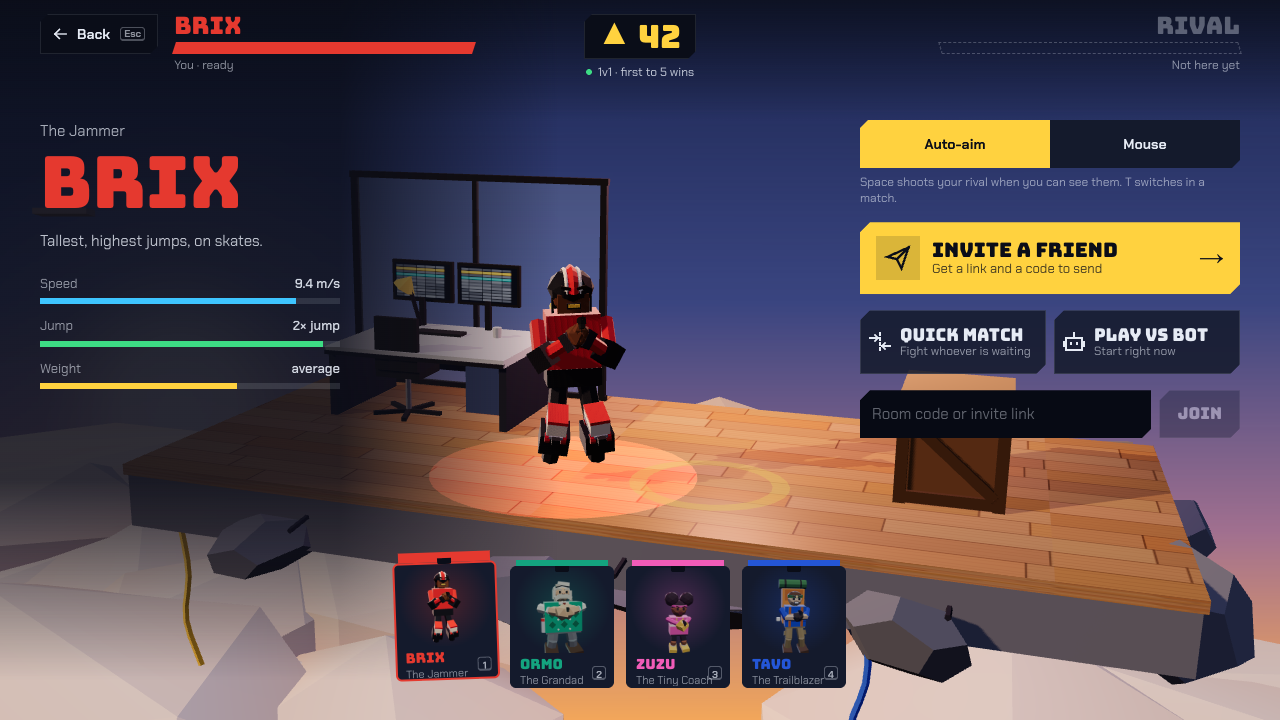 Back Esc
BRIX
You · ready
42
1v1 · first to 5 wins
RIVAL
Not here yet
The Jammer
BRIX
Tallest, highest jumps, on skates.
Speed 9.4 m/s
Jump 2× jump
Weight average
Auto-aim
Mouse
Space shoots your rival when you can see them. T switches in a
match.
INVITE A FRIEND
Get a link and a code to send
QUICK MATCH
Fight whoever is waiting
PLAY VS BOT
Start right now
Room code or invite link
JOIN
BRIX
The Jammer
1
ORMO
The Grandad
2
ZUZU
The Tiny Coach
3
TAVO
The Trailblazer
4